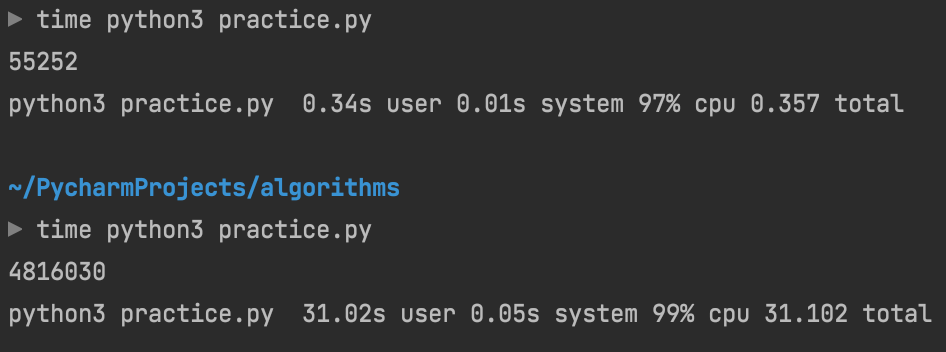 ▶ time python3 practice.py
55252
python3 practice.py  0.34s user 0.01s system 97% cpu 0.357 total
~/PycharmProjects/algorithms
▶ time python3 practice.py
4816030
python3 practice.py  31.02s user 0.05s system 99% cpu 31.102 total